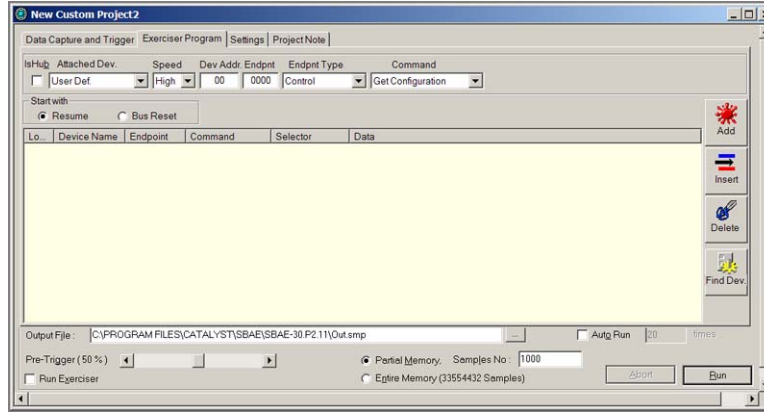 New Custom Project2
Data Capture and Trigger Exerciser Program Settings Project Note
IsHub Attached Dev. Speed Dev Addr. Endpnt Endpnt Type Command
User Def. High 00 0000 Control Get Configuration
Start with
Resume Bus Reset
Lo... Device Name Endpoint Command Selector Data
Add
Insert
Delete
Find Dev.
Output File : C:\PROGRAM FILES\CATALYST\SBAE\SBAE-30.P2.11\Out.smp ... Auto Run 20 times
Pre-Trigger ( 50 % ) Partial Memory, Samples No : 1000
Run Exerciser Entire Memory (33554432 Samples) Abort Run